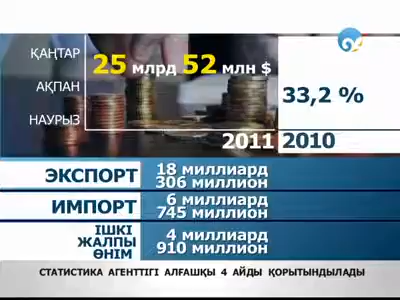 ҚАҢТАР
АҚПАН
НАУРЫЗ
25 млрд 52 млн $
33,2 %
2011 2010
ЭКСПОРТ
18 миллиард
306 миллион
ИМПОРТ
6 миллиард
745 миллион
ІШКІ
ЖАЛПЫ
ӨНІМ
4 миллиард
910 миллион
СТАТИСТИКА АГЕНТТІГІ АЛҒАШҚЫ 4 АЙДЫ ҚОРЫТЫНДЫЛАДЫ